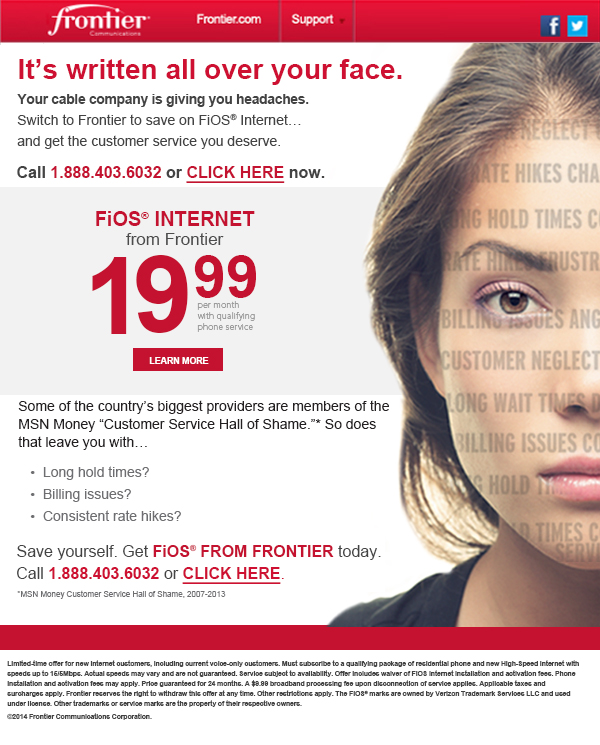 frontier
Communications
Frontier.com
Support
f
It's written all over your face.
Your cable company is giving you headaches.
Switch to Frontier to save on FiOS® Internet…
and get the customer service you deserve.
Call 1.888.403.6032 or CLICK HERE now.
FiOS® INTERNET
from Frontier
19 99
per month
with qualifying
phone service
LEARN MORE
NEGLECT
RATE HIKES CHA
NG HOLD TIMES C
RATE HIKES FRUSTR
BILLING ISSUES ANG
CUSTOMER NEGLECT
LONG WAIT TIMES D
BILLING ISSUES CO
G HOLD TI
D TIMES C
SERVI
Some of the country's biggest providers are members of the
MSN Money “Customer Service Hall of Shame.”* So does
that leave you with…
• Long hold times?
• Billing issues?
• Consistent rate hikes?
Save yourself. Get FiOS® FROM FRONTIER today.
Call 1.888.403.6032 or CLICK HERE.
*MSN Money Customer Service Hall of Shame, 2007-2013
Limited-time offer for new Internet customers, including current voice-only customers. Must subscribe to a qualifying package of residential phone and new High-Speed Internet with
speeds up to 15/5Mbps. Actual speeds may vary and are not guaranteed. Service subject to availability. Offer includes waiver of FiOS Internet installation and activation fees. Phone
installation and activation fees may apply. Price guaranteed for 24 months. A $9.99 broadband processing fee upon disconnection of service applies. Applicable taxes and
surcharges apply. Frontier reserves the right to withdraw this offer at any time. Other restrictions apply. The FiOS® marks are owned by Verizon Trademark Services LLC and used
under license. Other trademarks or service marks are the property of their respective owners.
©2014 Frontier Communications Corporation.